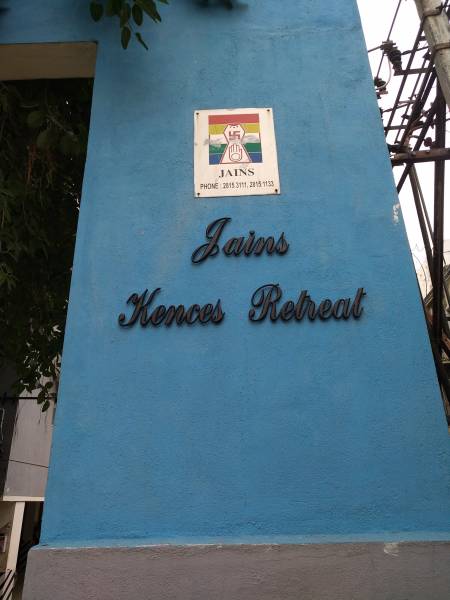 JAINS
PHONE : 2815.3111, 2815.1133
Jains
Kences Retreat